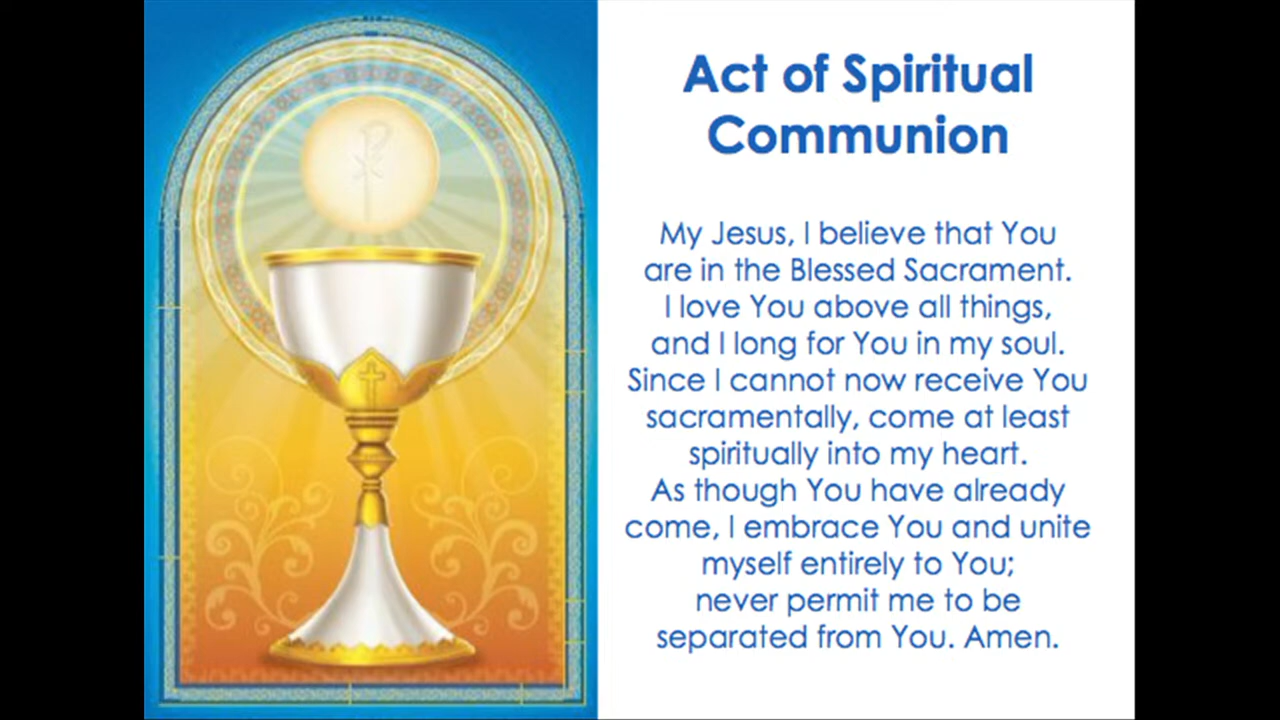 Act of Spiritual
Communion
My Jesus, I believe that You
are in the Blessed Sacrament.
I love You above all things,
and I long for You in my soul.
Since I cannot now receive You
sacramentally, come at least
spiritually into my heart.
As though You have already
come, I embrace You and unite
myself entirely to You;
never permit me to be
separated from You. Amen.